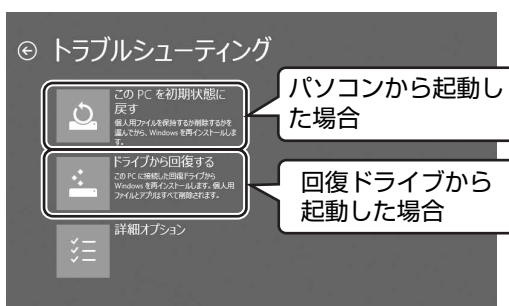 トラブルシューティング
この PC を初期状態に
戻す
個人用ファイルを保持するか削除するかを
選んでから、Windows を再インストールしま
す。
パソコンから起動し
た場合
ドライブから回復する
この PC に接続した回復ドライブから
Windows を再インストールします。個人用
ファイルとアプリはすべて削除されます。
回復ドライブから
起動した場合
詳細オプション